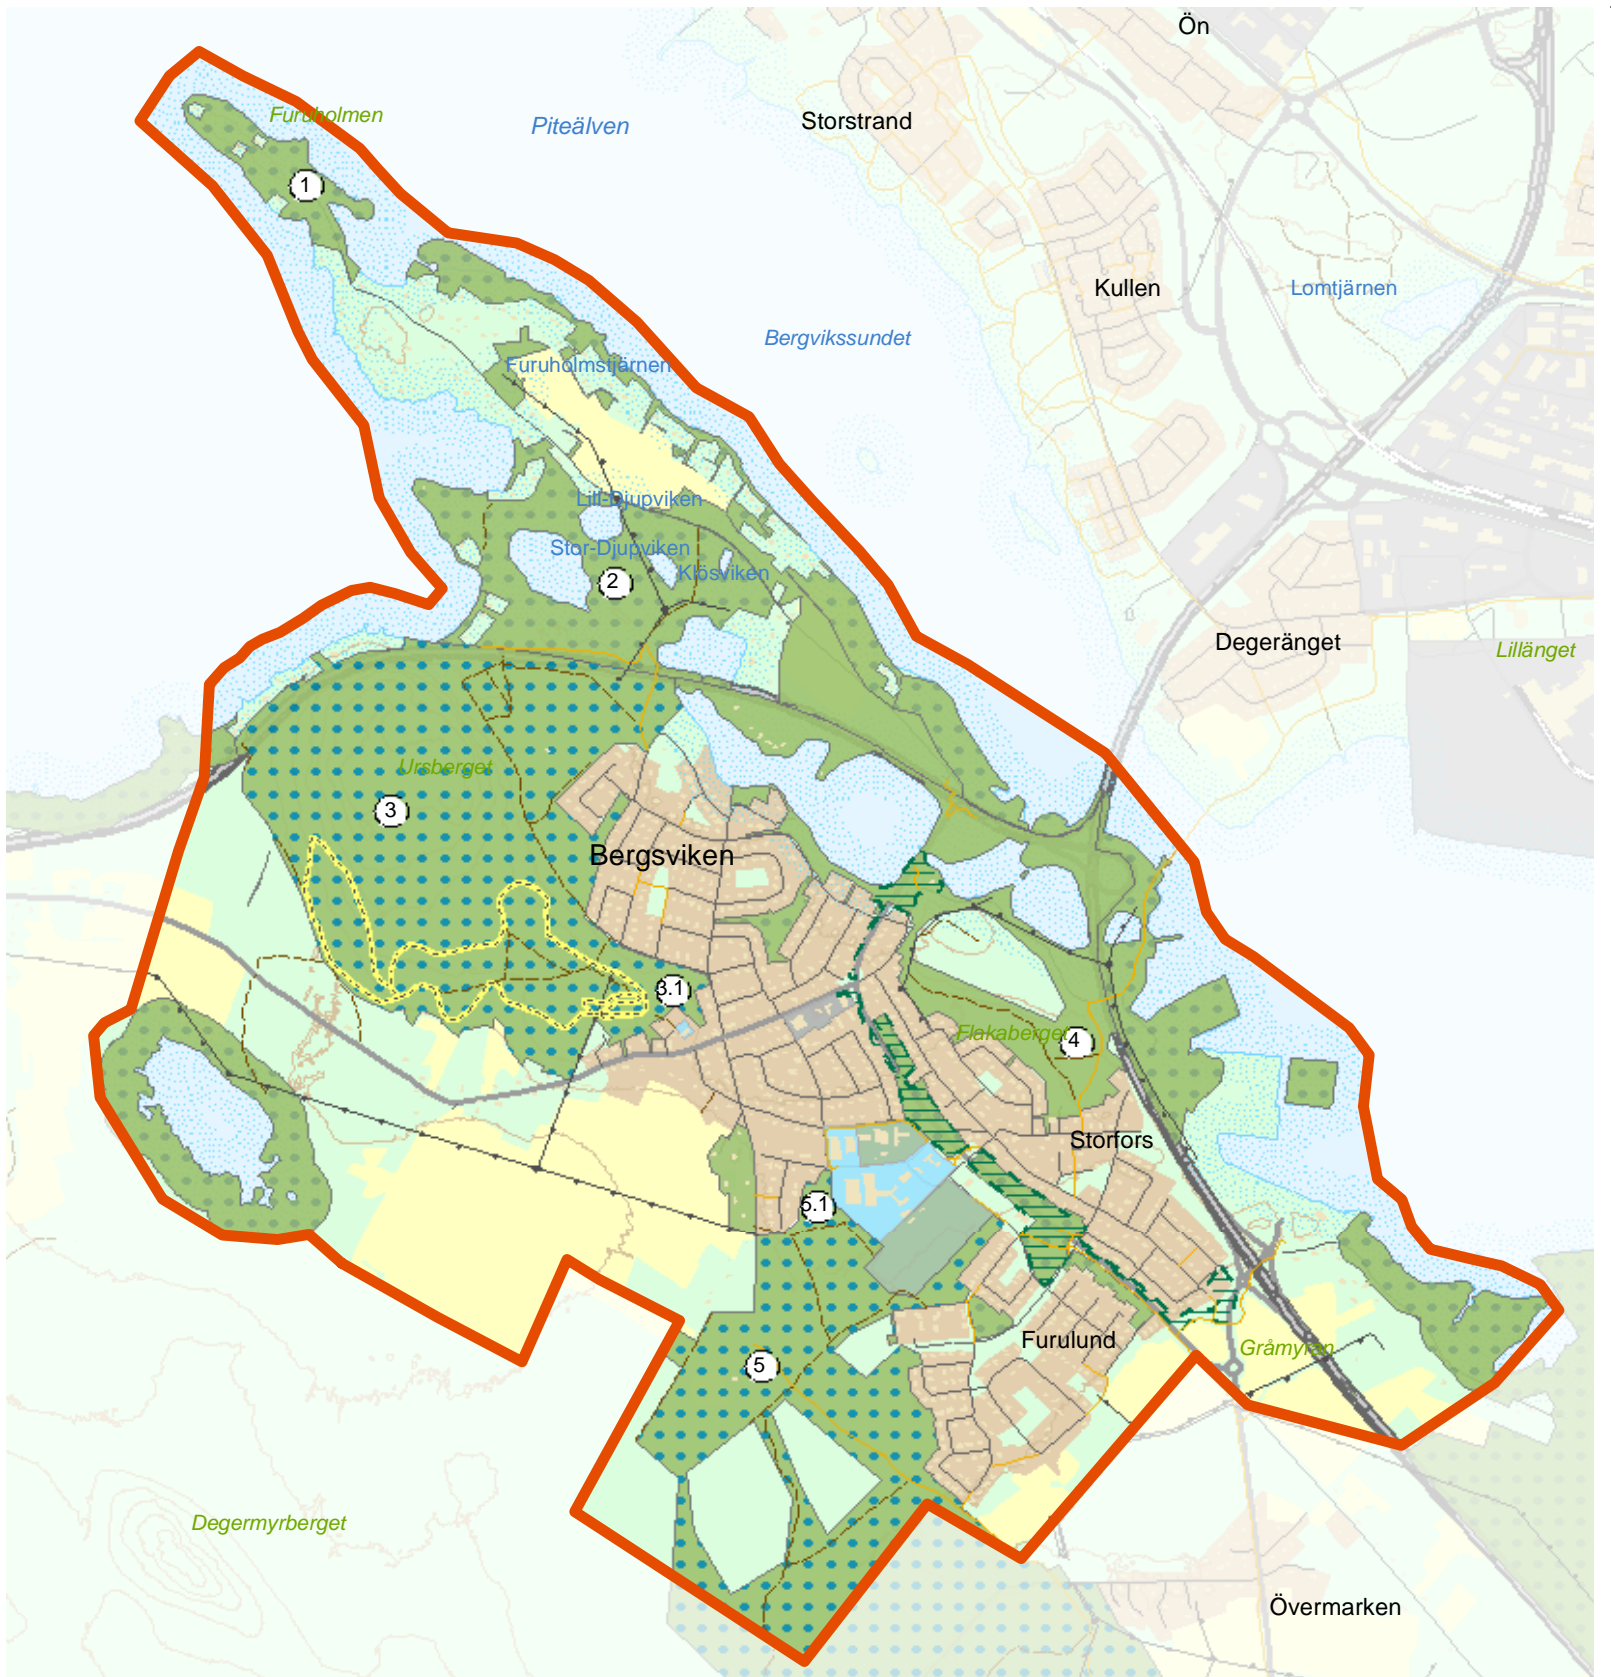 Ön
Furuholmen
Piteälven
Storstrand
1
Kullen
Lomtjärnen
Bergvikssundet
Furuholmstjärnen
Lill-Djupviken
Stor-Djupviken
Klösviken
2
Degeränget
Lillänget
Ursberget
3
Bergsviken
3.1
Flakaberget
4
Storfors
5.1
Furulund
Gråmyran
5
Degermyrberget
Övermarken